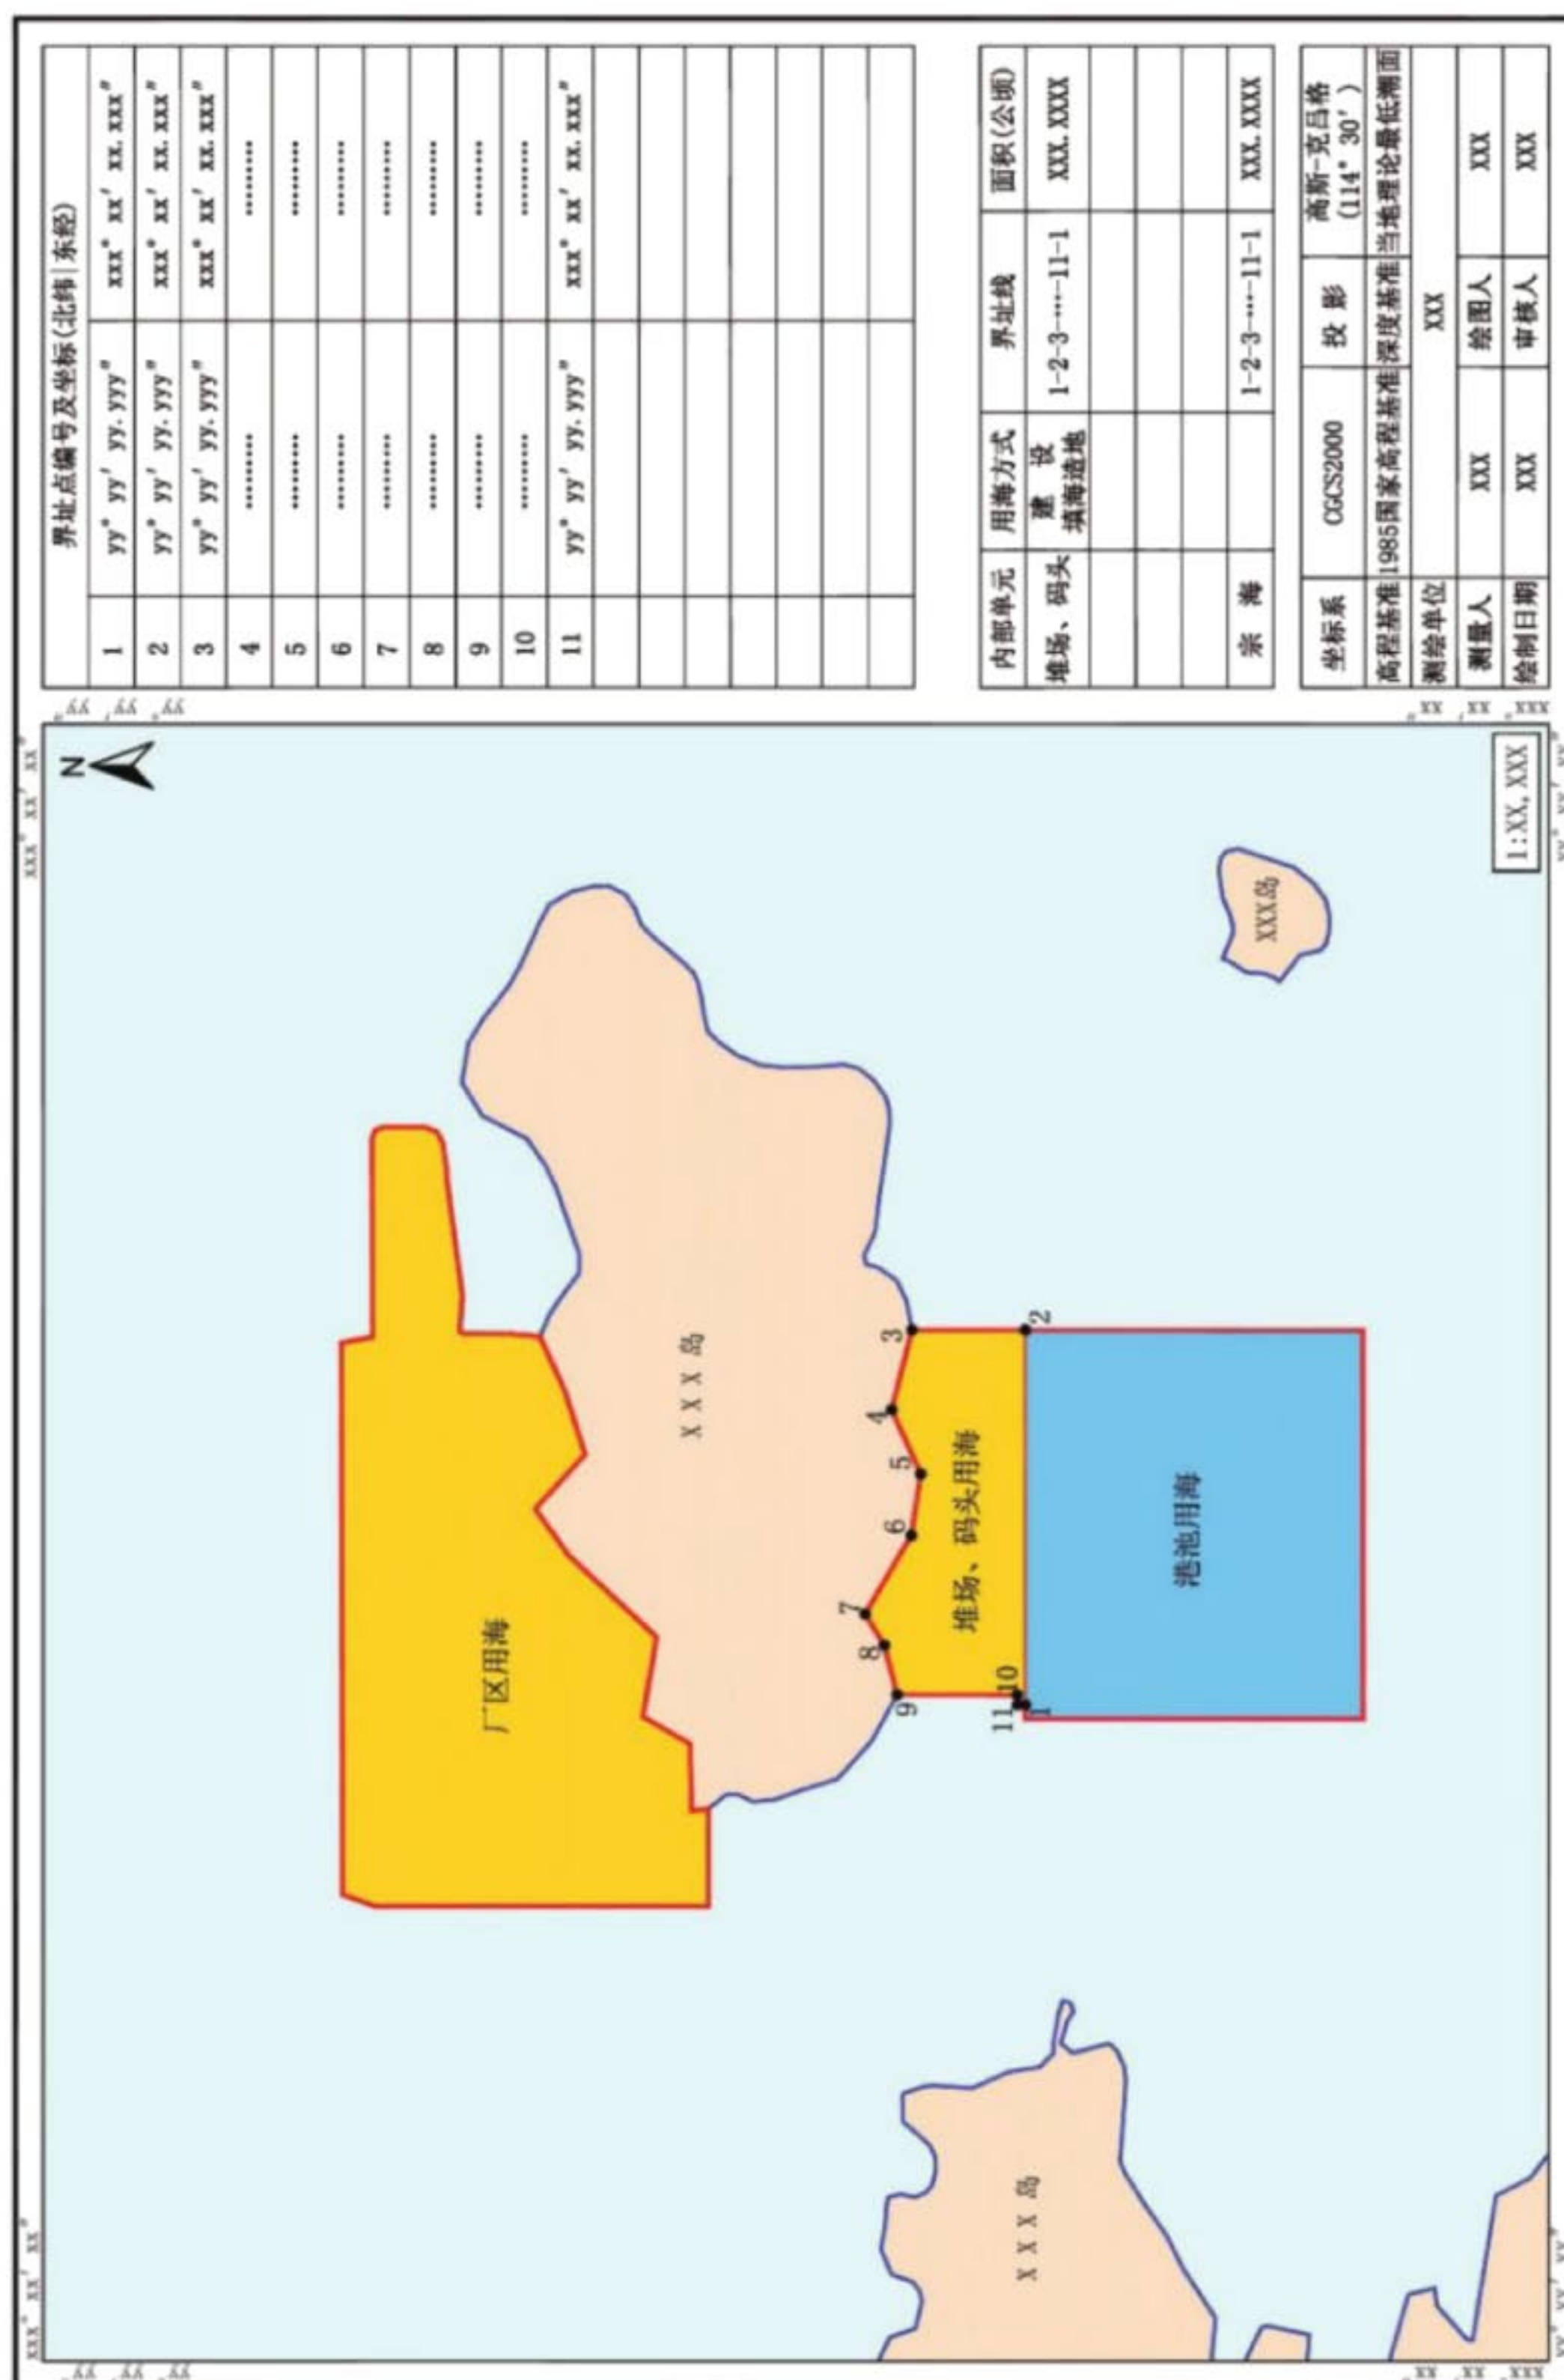 xxx° xx′ xx″
xxx° xx′ xx″
N
厂区用海
X X X 岛
9
8
7
6
5
4
3
堆场、码头用海
11
10
1
2
港池用海
X X X 岛
XXX岛
1:XX,XXX
界址点编号及坐标(北纬|东经)
1 yy° yy′ yy.yyy″ xxx° xx′ xx.xxx″
2 yy° yy′ yy.yyy″ xxx° xx′ xx.xxx″
3 yy° yy′ yy.yyy″ xxx° xx′ xx.xxx″
4 ……… ………
5 ……… ………
6 ……… ………
7 ……… ………
8 ……… ………
9 ……… ………
10 ……… ………
11 yy° yy′ yy.yyy″ xxx° xx′ xx.xxx″
内部单元 用海方式 界址线 面积(公顷)
堆场、码头 建 设 填海造地 1-2-3-…-11-1 XXX.XXXX
宗 海 1-2-3-…-11-1 XXX.XXXX
坐标系 CGCS2000 投 影 高斯-克吕格 (114° 30′)
高程基准 1985国家高程基准 深度基准 当地理论最低潮面
测绘单位 XXX
测量人 XXX 绘图人 XXX
绘制日期 XXX 审核人 XXX